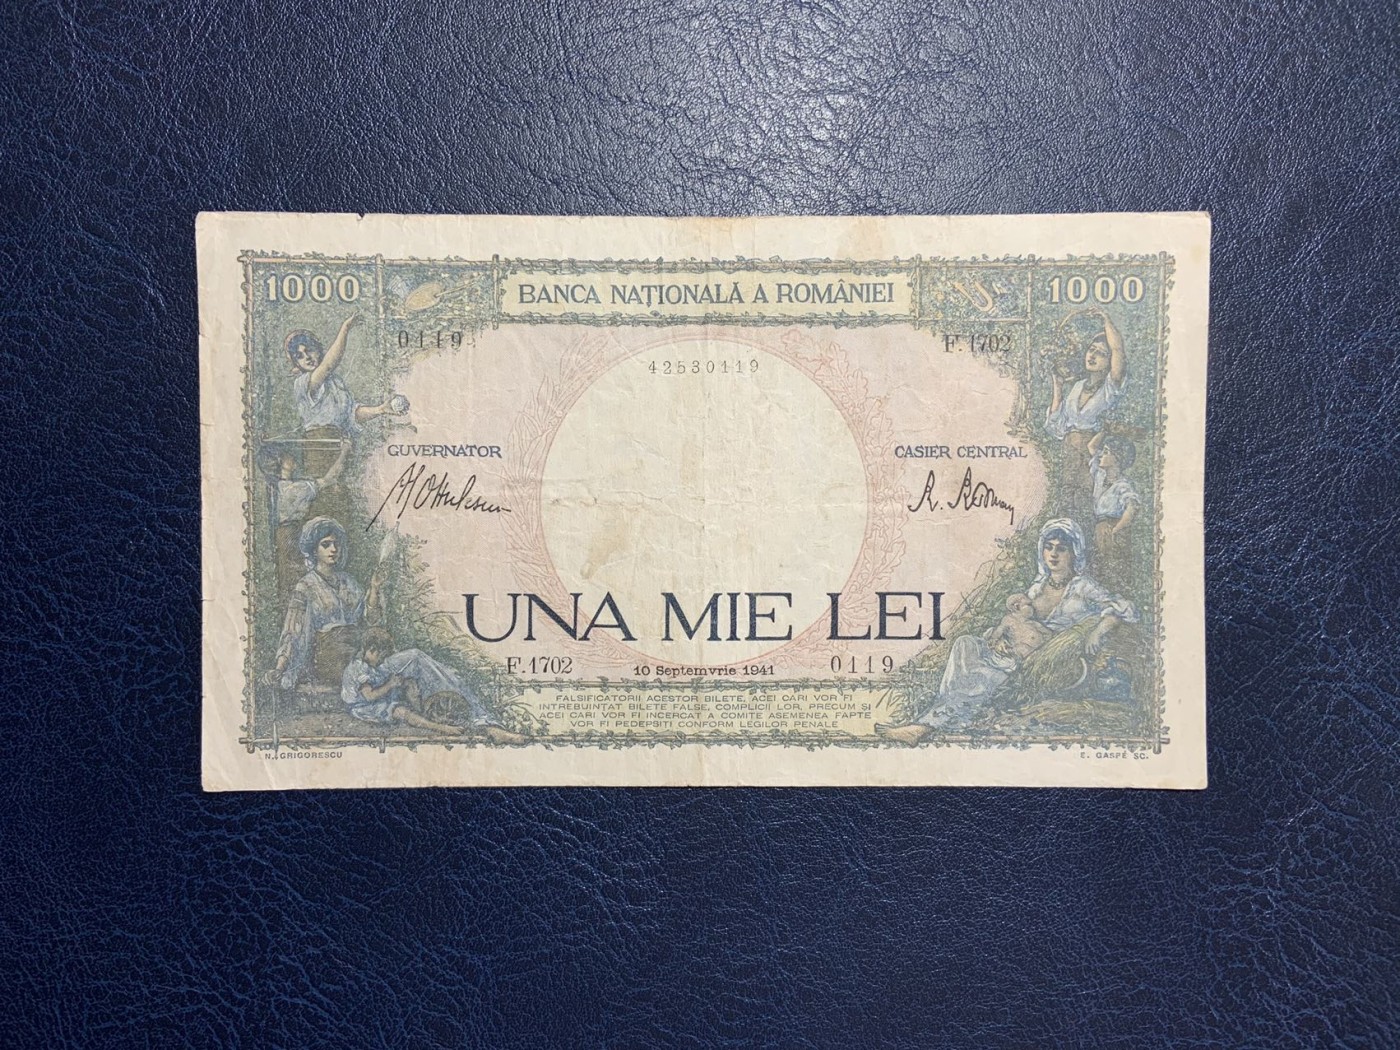 1000
BANCA NAȚIONALĂ A ROMÂNIEI
1000
0119
F. 1702
42530119
GUVERNATOR
CASIER CENTRAL
UNA MIE LEI
F. 1702
10 Septemvrie 1941
0119
FALSIFICATORII ACESTOR BILETE, ACEI CARI VOR FI
INTREBUINȚAT BILETE FALSE, COMPLICII LOR, PRECUM ȘI
ACEI CARI VOR FI INCERCAT A COMITE ASEMENEA FAPTE
VOR FI PEDEPSIȚI CONFORM LEGILOR PENALE
N. GRIGORESCU
E. GASPÉ SC.